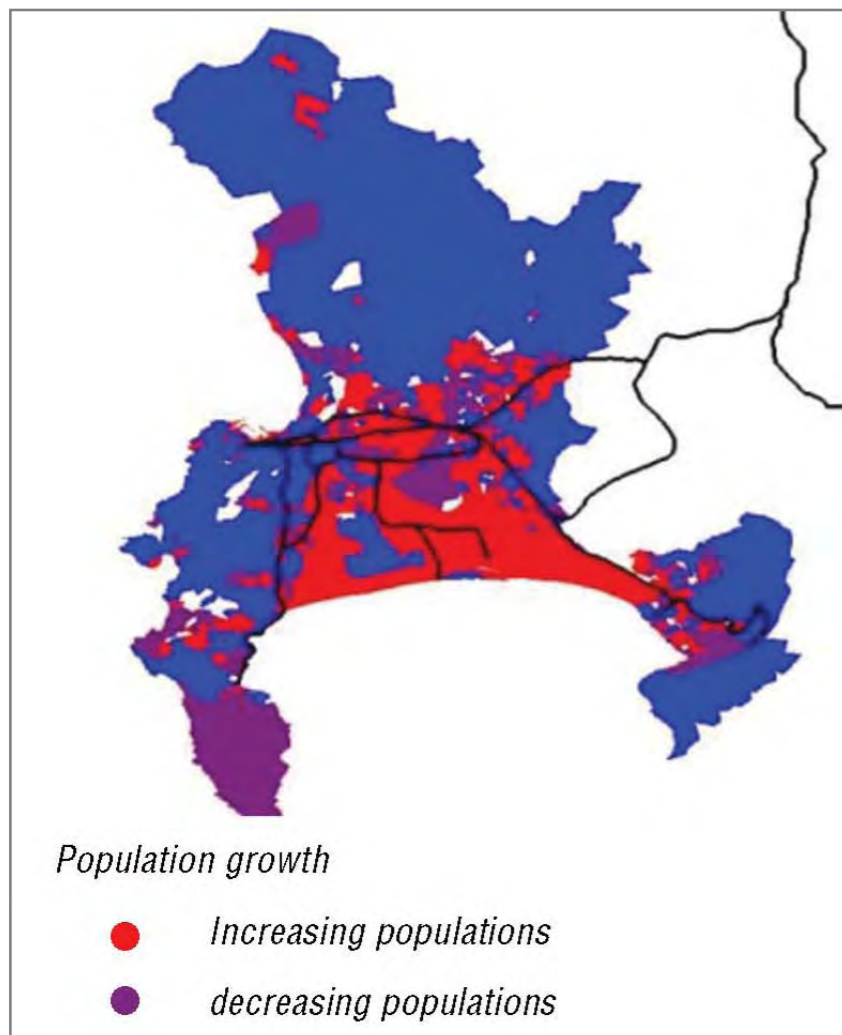 Population growth
Increasing populations
decreasing populations